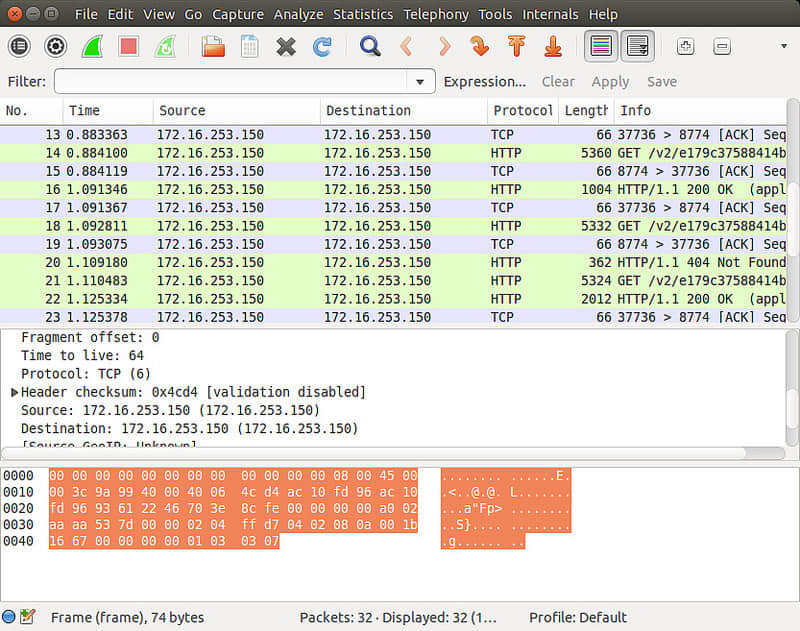 File Edit View Go Capture Analyze Statistics Telephony Tools Internals Help
Filter: Expression... Clear Apply Save
No. Time Source Destination Protocol Length Info
13 0.883363 172.16.253.150 172.16.253.150 TCP 66 37736 > 8774 [ACK] Seq
14 0.884100 172.16.253.150 172.16.253.150 HTTP 5360 GET /v2/e179c37588414b
15 0.884119 172.16.253.150 172.16.253.150 TCP 66 8774 > 37736 [ACK] Seq
16 1.091346 172.16.253.150 172.16.253.150 HTTP 1004 HTTP/1.1 200 OK (appl
17 1.091367 172.16.253.150 172.16.253.150 TCP 66 37736 > 8774 [ACK] Seq
18 1.092811 172.16.253.150 172.16.253.150 HTTP 5332 GET /v2/e179c37588414b
19 1.093075 172.16.253.150 172.16.253.150 TCP 66 8774 > 37736 [ACK] Seq
20 1.109180 172.16.253.150 172.16.253.150 HTTP 362 HTTP/1.1 404 Not Found
21 1.110483 172.16.253.150 172.16.253.150 HTTP 5324 GET /v2/e179c37588414b
22 1.125334 172.16.253.150 172.16.253.150 HTTP 2012 HTTP/1.1 200 OK (appl
23 1.125378 172.16.253.150 172.16.253.150 TCP 66 37736 > 8774 [ACK] Seq
Fragment offset: 0
Time to live: 64
Protocol: TCP (6)
Header checksum: 0x4cd4 [validation disabled]
Source: 172.16.253.150 (172.16.253.150)
Destination: 172.16.253.150 (172.16.253.150)
[Source GeoIP: Unknown]
0000 00 00 00 00 00 00 00 00 00 00 00 00 08 00 45 00 ........ ......E.
0010 00 3c 9a 99 40 00 40 06 4c d4 ac 10 fd 96 ac 10 .<..@.@. L.......
0020 fd 96 93 61 22 46 70 3e 8c fe 00 00 00 00 a0 02 ...a"Fp> ........
0030 aa aa 53 7d 00 00 02 04 ff d7 04 02 08 0a 00 1b ..S}.... ........
0040 16 67 00 00 00 00 01 03 03 07 .g...... ..
Frame (frame), 74 bytes Packets: 32 · Displayed: 32 (1... Profile: Default